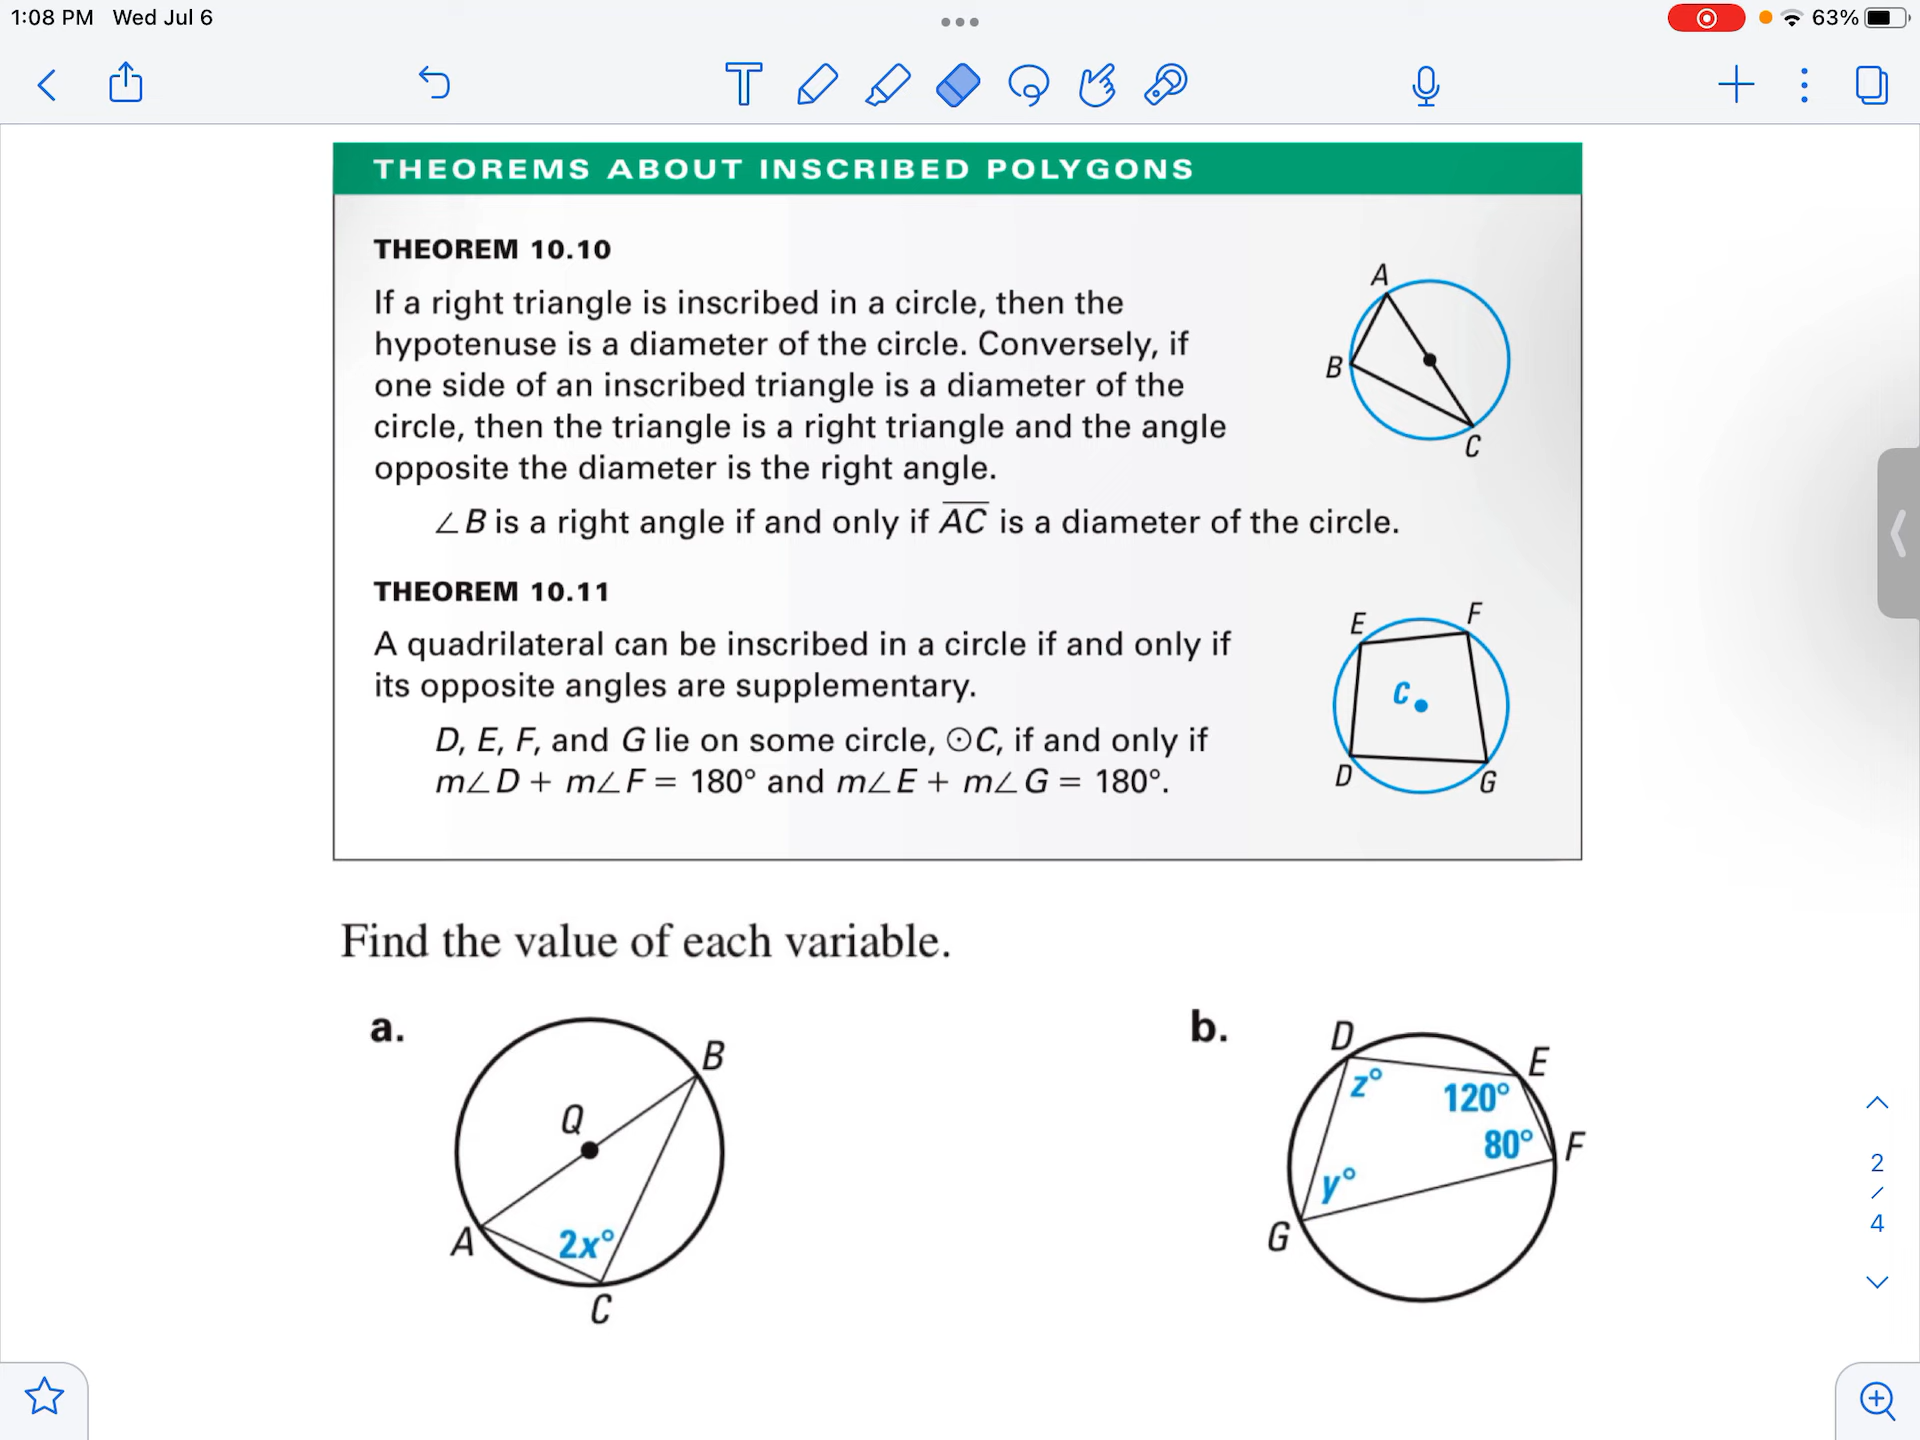 1:08 PM Wed Jul 6
63%
THEOREMS ABOUT INSCRIBED POLYGONS
THEOREM 10.10
If a right triangle is inscribed in a circle, then the
hypotenuse is a diameter of the circle. Conversely, if
one side of an inscribed triangle is a diameter of the
circle, then the triangle is a right triangle and the angle
opposite the diameter is the right angle.
∠B is a right angle if and only if A͞C͞ is a diameter of the circle.
A
B
C
THEOREM 10.11
A quadrilateral can be inscribed in a circle if and only if
its opposite angles are supplementary.
D, E, F, and G lie on some circle, ⊙C, if and only if
m∠D + m∠F = 180° and m∠E + m∠G = 180°.
E
F
C
D
G
Find the value of each variable.
a.
B
Q
A
2x°
C
b.
D
E
z°
120°
80°
F
y°
G
2
/
4